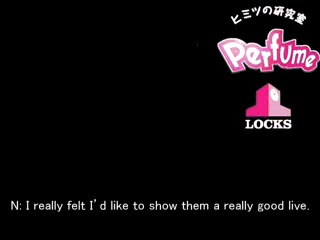 ヒミツの研究室
Perfume
LOCKS
N: I really felt I'd like to show them a really good live.